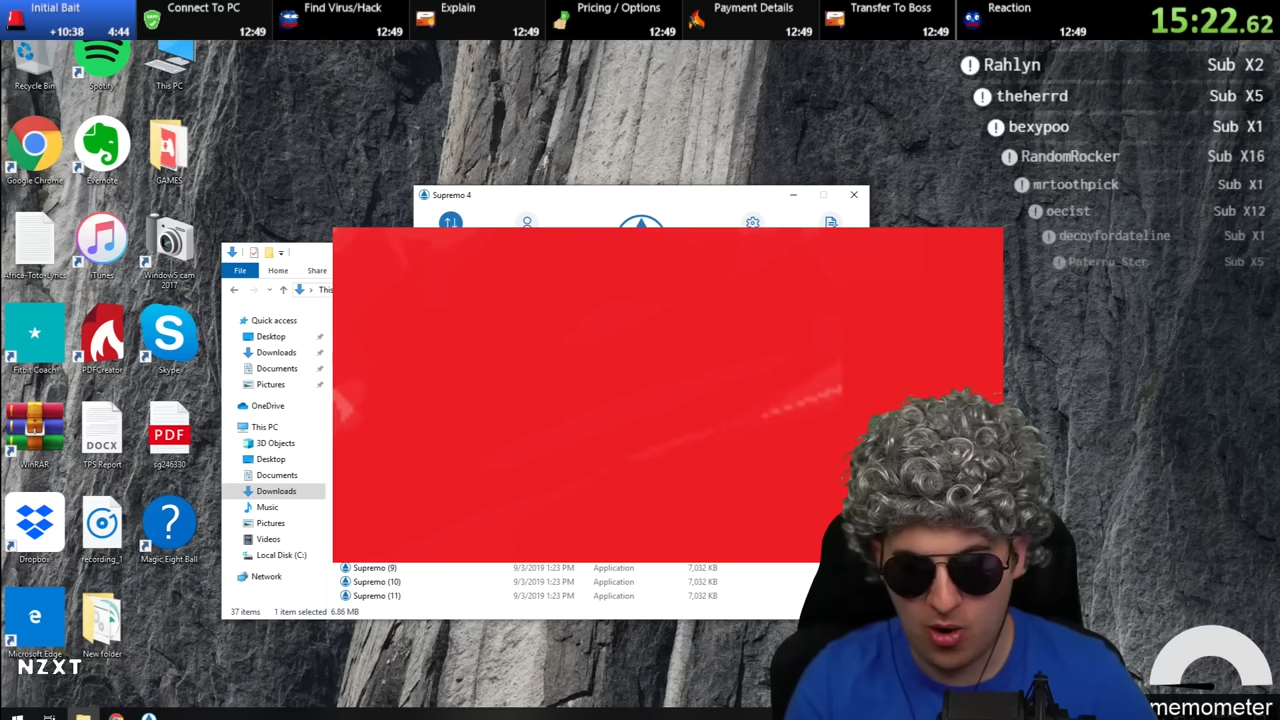 Initial Bait
+10:38 4:44
Connect To PC
12:49
Find Virus/Hack
12:49
Explain
12:49
Pricing / Options
12:49
Payment Details
12:49
Transfer To Boss
12:49
Reaction
12:49
15:22.62
Rahlyn Sub X2
theherrd Sub X5
bexypoo Sub X1
RandomRocker Sub X16
mrtoothpick Sub X1
oecist Sub X12
decoyfordateline Sub X1
Sub X5
Recycle Bin
Spotify
This PC
Google Chrome
Evernote
GAMES
Africa-Toto-Lyrics
iTunes
WindowS cam
2017
Fitbit Coach
PDFCreator
Skype
WinRAR
DOCX
TPS Report
PDF
sg246330
Dropbox
recording_1
Magic Eight Ball
Microsoft Edge
New folder
NZXT
Supremo 4
File Home Share
This
Quick access
Desktop
Downloads
Documents
Pictures
OneDrive
This PC
3D Objects
Desktop
Documents
Downloads
Music
Pictures
Videos
Local Disk (C:)
Network
Supremo (9) 9/3/2019 1:23 PM Application 7,032 KB
Supremo (10) 9/3/2019 1:23 PM Application 7,032 KB
Supremo (11) 9/3/2019 1:23 PM Application 7,032 KB
37 items 1 item selected 6.86 MB
memometer